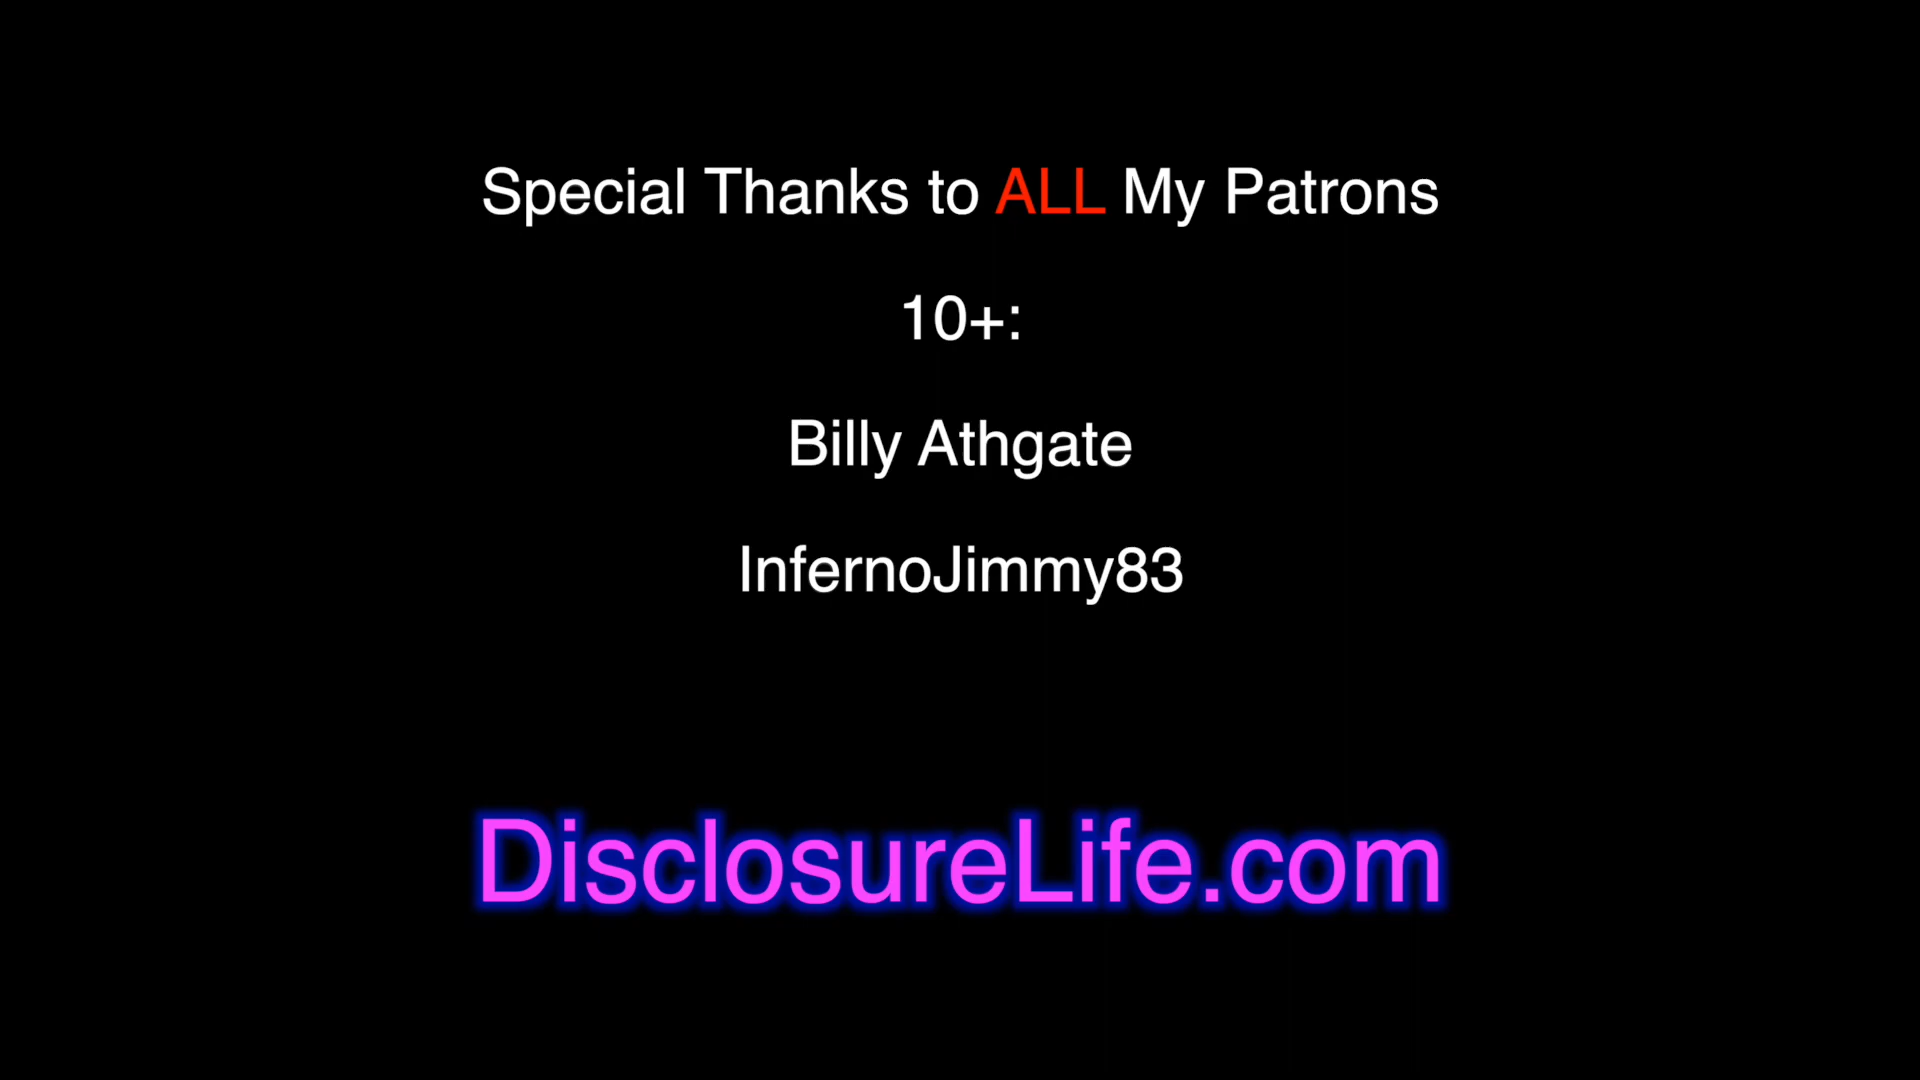 Special Thanks to ALL My Patrons
10+:
Billy Athgate
InfernoJimmy83
DisclosureLife.com